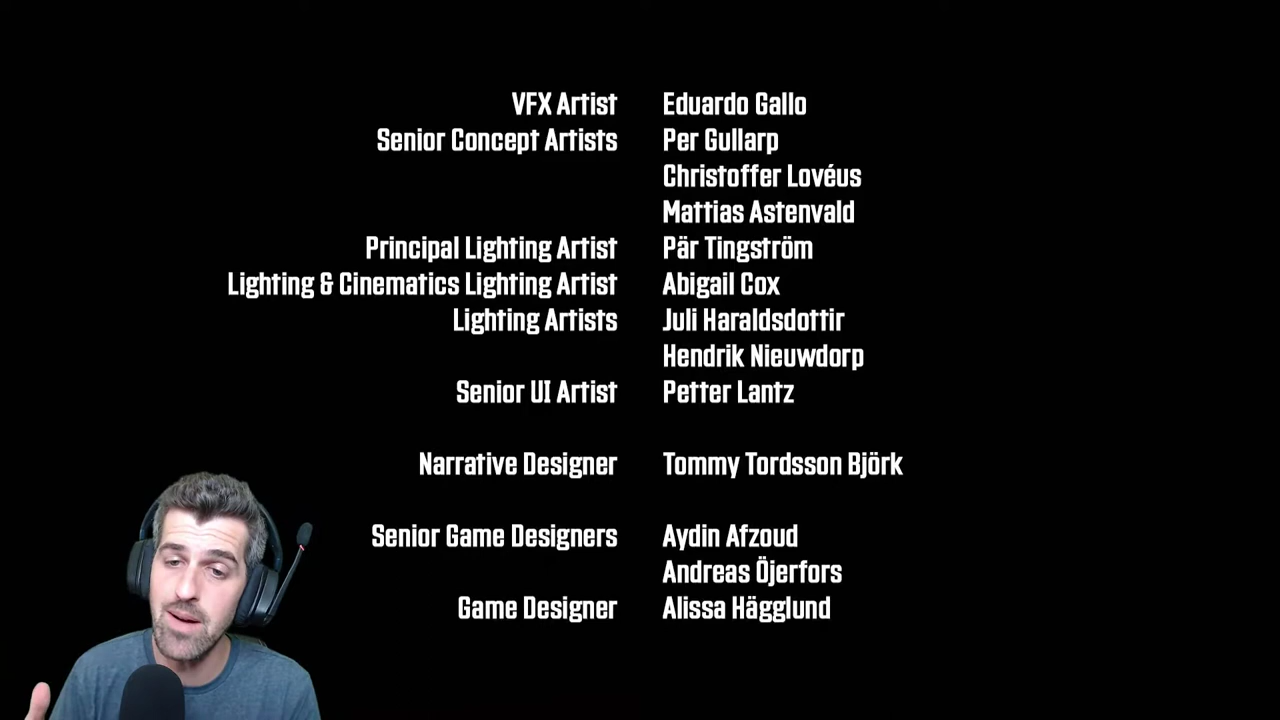 VFX Artist Eduardo Gallo
Senior Concept Artists Per Gullarp
Christoffer Lovéus
Mattias Astenvald
Principal Lighting Artist Pär Tingström
Lighting & Cinematics Lighting Artist Abigail Cox
Lighting Artists Juli Haraldsdottir
Hendrik Nieuwdorp
Senior UI Artist Petter Lantz
Narrative Designer Tommy Tordsson Björk
Senior Game Designers Aydin Afzoud
Andreas Öjerfors
Game Designer Alissa Hägglund